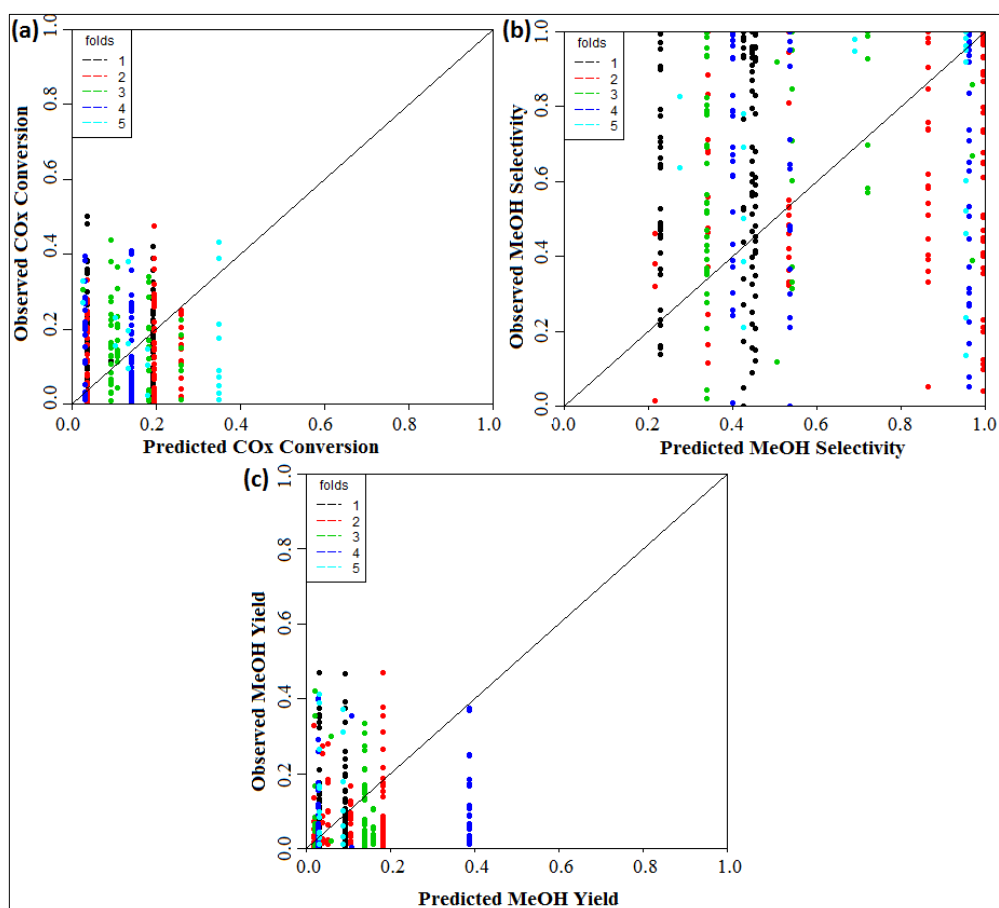 (a)
folds
1
2
3
4
5
Observed COx Conversion
0.0 0.2 0.4 0.6 0.8 1.0
0.0 0.2 0.4 0.6 0.8 1.0
Predicted COx Conversion
(b)
folds
1
2
3
4
5
Observed MeOH Selectivity
0.0 0.2 0.4 0.6 0.8 1.0
0.0 0.2 0.4 0.6 0.8 1.0
Predicted MeOH Selectivity
(c)
folds
1
2
3
4
5
Observed MeOH Yield
0.0 0.2 0.4 0.6 0.8 1.0
0.0 0.2 0.4 0.6 0.8 1.0
Predicted MeOH Yield